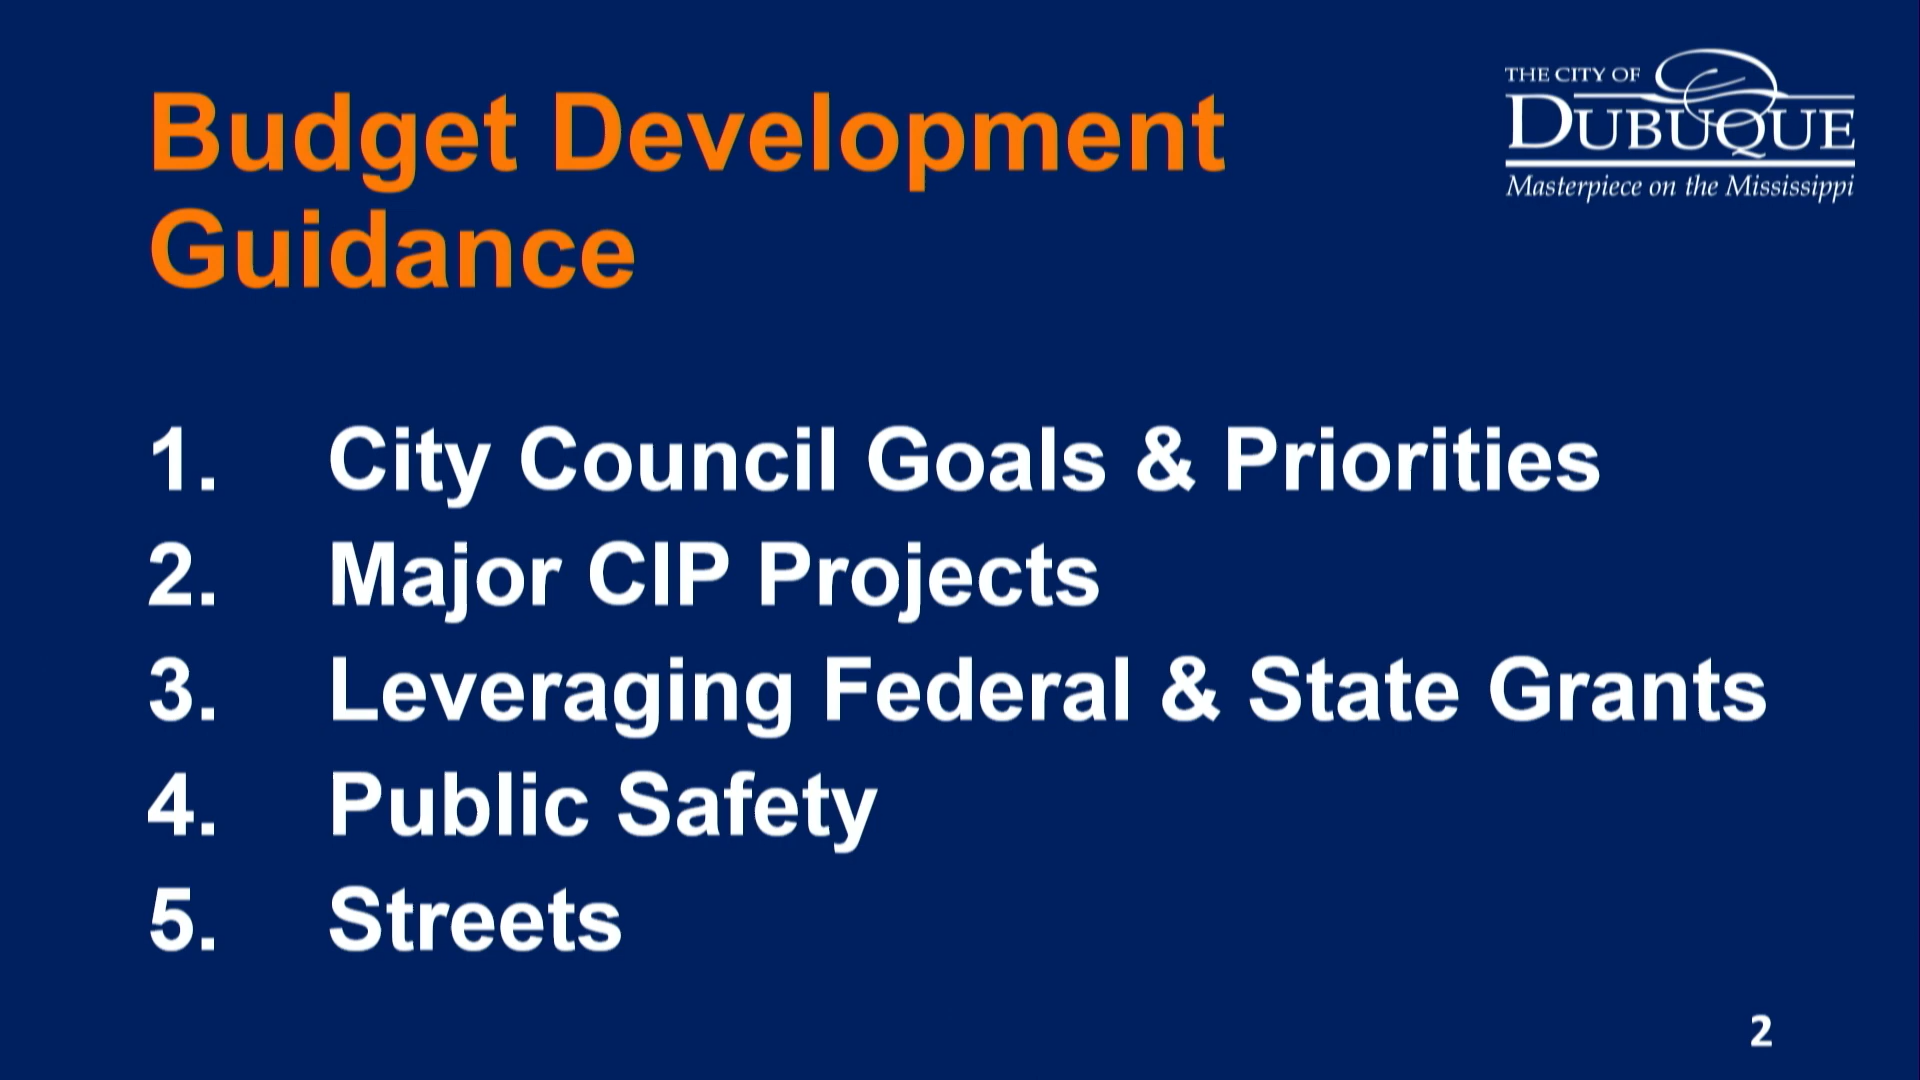 Budget Development
Guidance
THE CITY OF
DUBUQUE
Masterpiece on the Mississippi
1. City Council Goals & Priorities
2. Major CIP Projects
3. Leveraging Federal & State Grants
4. Public Safety
5. Streets
2